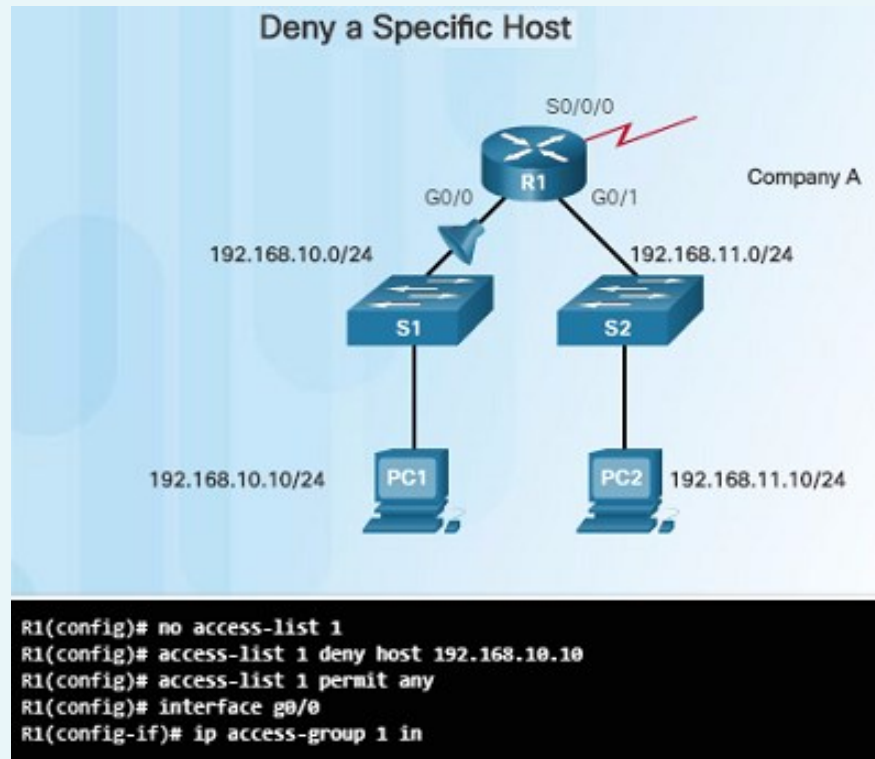 Deny a Specific Host
S0/0/0
R1
Company A
G0/0
G0/1
192.168.10.0/24
192.168.11.0/24
S1
S2
192.168.10.10/24
PC1
PC2
192.168.11.10/24
R1(config)# no access-list 1
R1(config)# access-list 1 deny host 192.168.10.10
R1(config)# access-list 1 permit any
R1(config)# interface g0/0
R1(config-if)# ip access-group 1 in